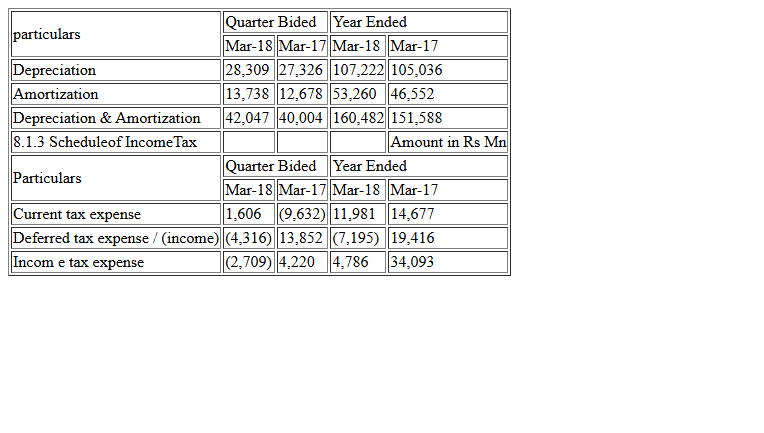 particulars Quarter Bided Year Ended
Mar-18 Mar-17 Mar-18 Mar-17
Depreciation 28,309 27,326 107,222 105,036
Amortization 13,738 12,678 53,260 46,552
Depreciation & Amortization 42,047 40,004 160,482 151,588
8.1.3 Scheduleof IncomeTax Amount in Rs Mn
Particulars Quarter Bided Year Ended
Mar-18 Mar-17 Mar-18 Mar-17
Current tax expense 1,606 (9,632) 11,981 14,677
Deferred tax expense / (income) (4,316) 13,852 (7,195) 19,416
Incom e tax expense (2,709) 4,220 4,786 34,093